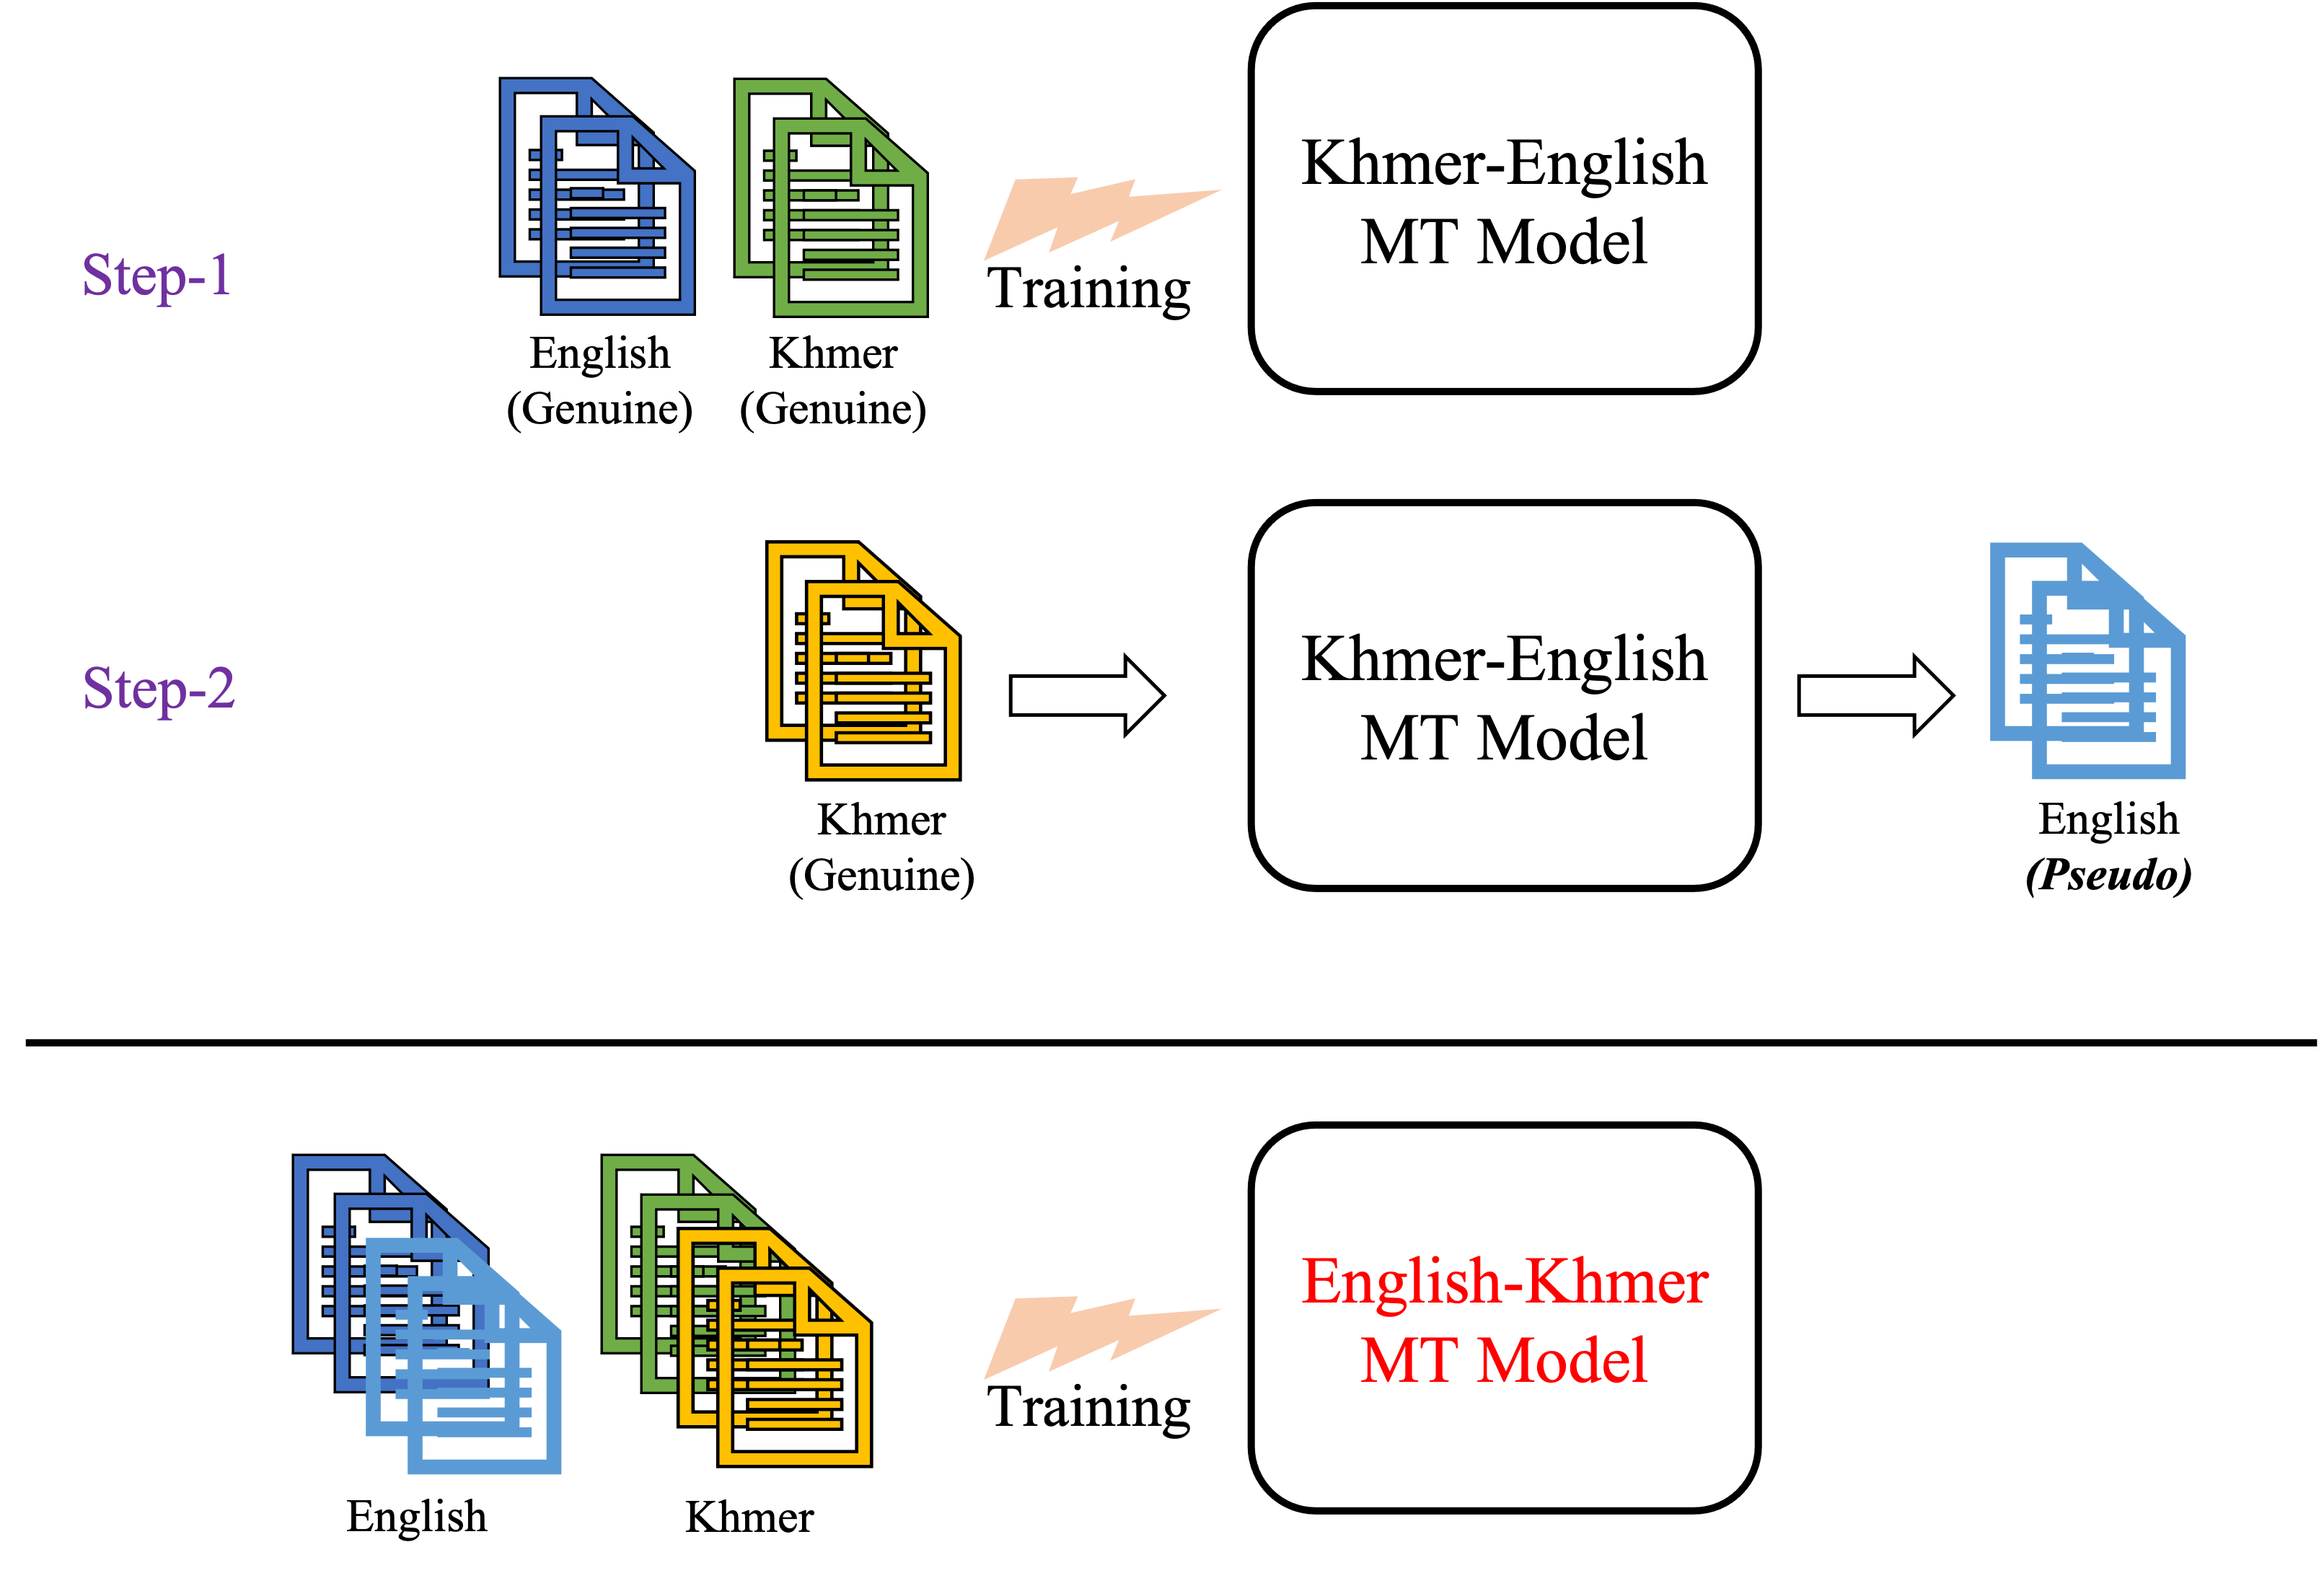 Step-1
English
(Genuine)
Khmer
(Genuine)
Training
Khmer-English
MT Model
Step-2
Khmer
(Genuine)
Khmer-English
MT Model
English
(Pseudo)
English
Khmer
Training
English-Khmer
MT Model